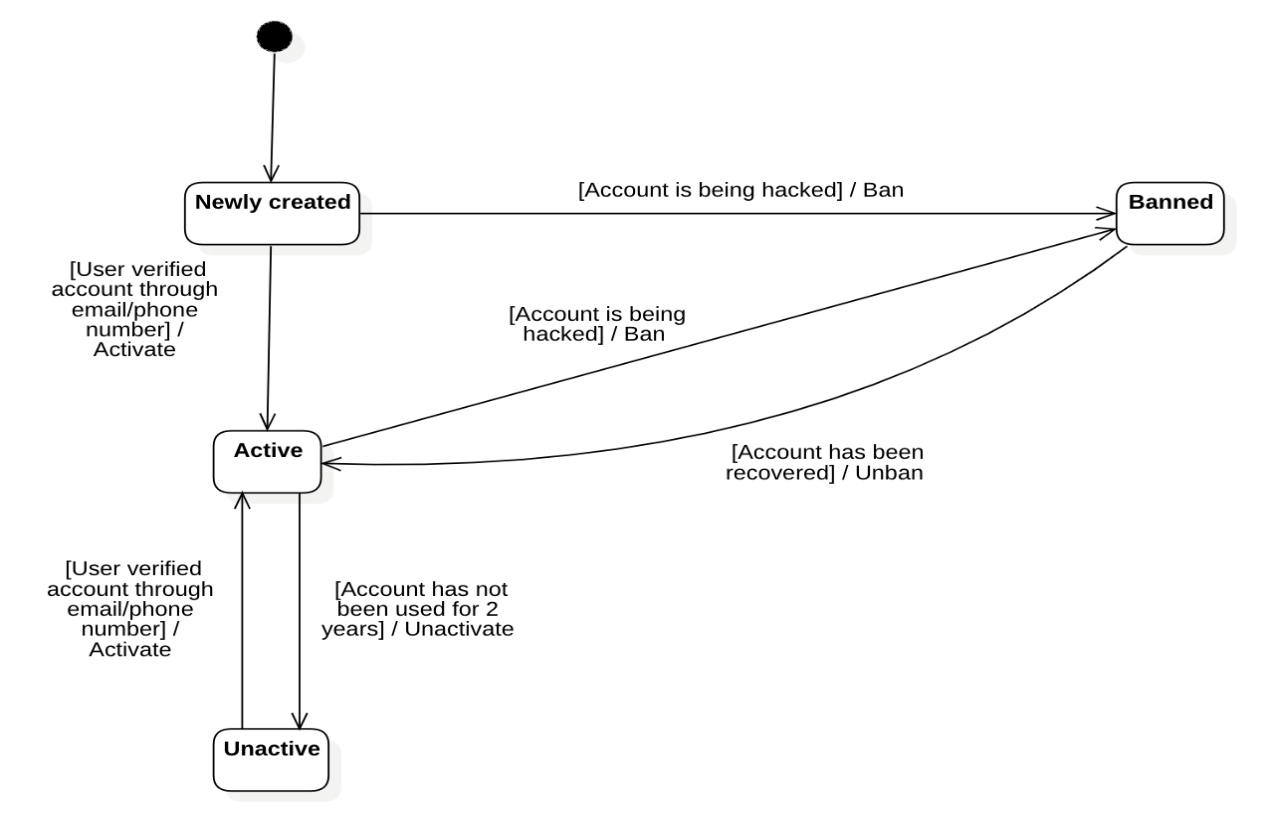 Newly created
[Account is being hacked] / Ban
Banned
[User verified
account through
email/phone
number] /
Activate
[Account is being
hacked] / Ban
Active
[Account has been
recovered] / Unban
[User verified
account through
email/phone
number] /
Activate
[Account has not
been used for 2
years] / Unactivate
Unactive